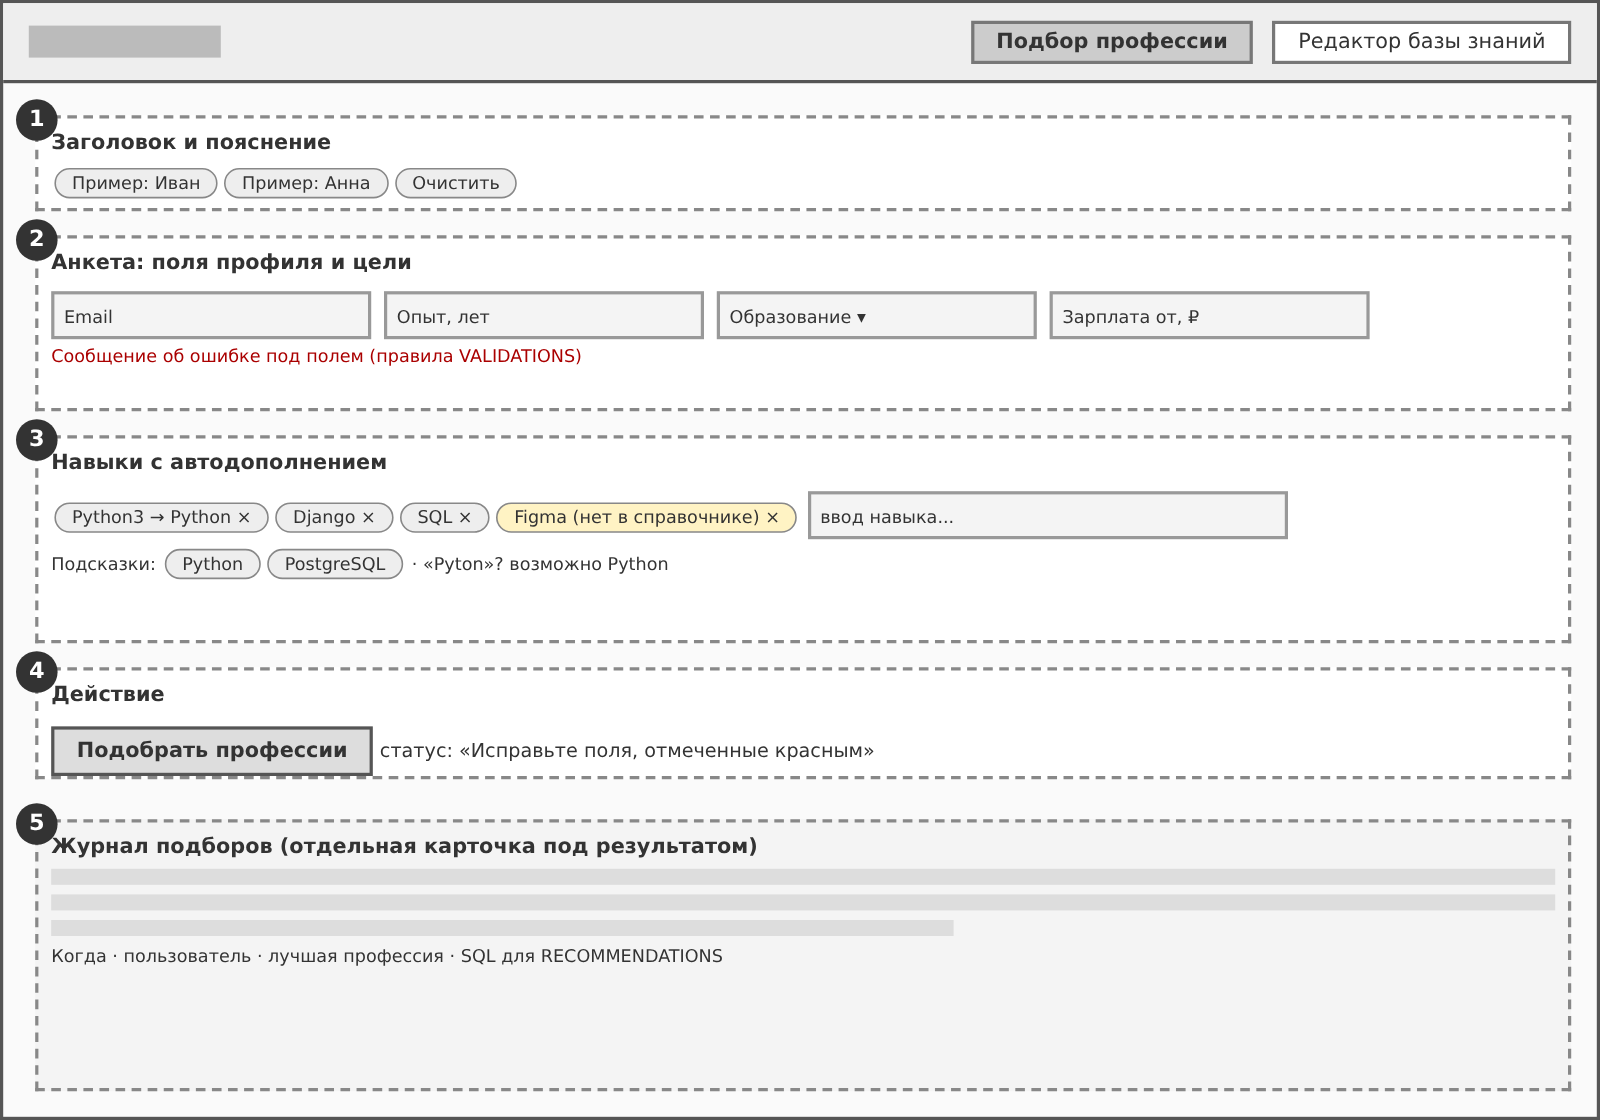 Подбор профессии Редактор базы знаний
1
Заголовок и пояснение
Пример: Иван Пример: Анна Очистить
2
Анкета: поля профиля и цели
Email Опыт, лет Образование ▾ Зарплата от, ₽
Сообщение об ошибке под полем (правила VALIDATIONS)
3
Навыки с автодополнением
Python3 → Python × Django × SQL × Figma (нет в справочнике) × ввод навыка...
Подсказки: Python PostgreSQL · «Pyton»? возможно Python
4
Действие
Подобрать профессии статус: «Исправьте поля, отмеченные красным»
5
Журнал подборов (отдельная карточка под результатом)
Когда · пользователь · лучшая профессия · SQL для RECOMMENDATIONS